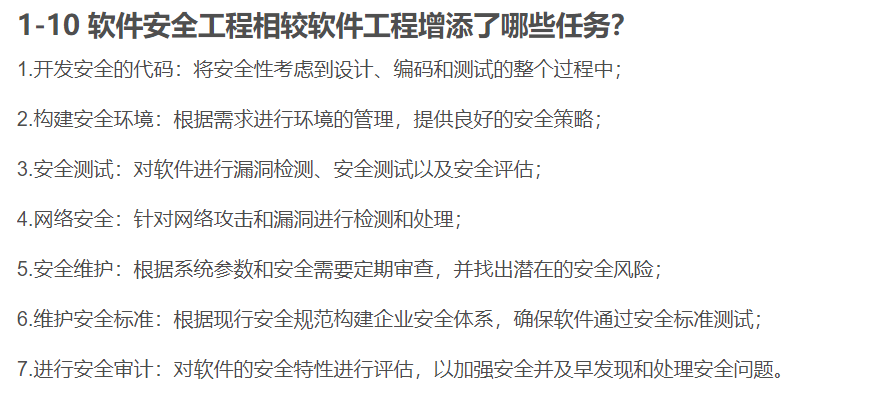 1-10 软件安全工程相较软件工程增添了哪些任务？
1.开发安全的代码：将安全性考虑到设计、编码和测试的整个过程中；
2.构建安全环境：根据需求进行环境的管理，提供良好的安全策略；
3.安全测试：对软件进行漏洞检测、安全测试以及安全评估；
4.网络安全：针对网络攻击和漏洞进行检测和处理；
5.安全维护：根据系统参数和安全需要定期审查，并找出潜在的安全风险；
6.维护安全标准：根据现行安全规范构建企业安全体系，确保软件通过安全标准测试；
7.进行安全审计：对软件的安全特性进行评估，以加强安全并及早发现和处理安全问题。